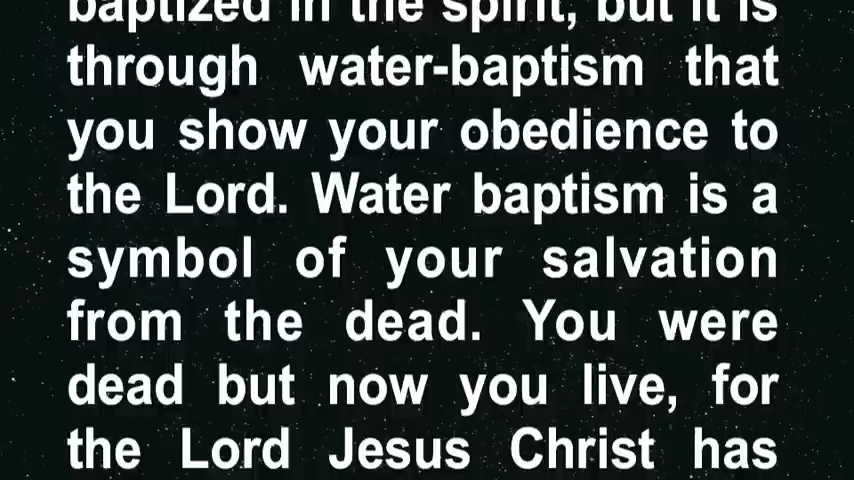 baptized in the spirit, but it is
through water-baptism that
you show your obedience to
the Lord. Water baptism is a
symbol of your salvation
from the dead. You were
dead but now you live, for
the Lord Jesus Christ has